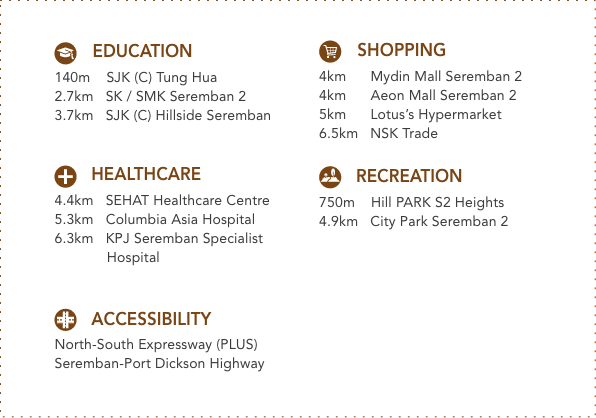 EDUCATION
140m SJK (C) Tung Hua
2.7km SK / SMK Seremban 2
3.7km SJK (C) Hillside Seremban
HEALTHCARE
4.4km SEHAT Healthcare Centre
5.3km Columbia Asia Hospital
6.3km KPJ Seremban Specialist
Hospital
ACCESSIBILITY
North-South Expressway (PLUS)
Seremban-Port Dickson Highway
SHOPPING
4km Mydin Mall Seremban 2
4km Aeon Mall Seremban 2
5km Lotus’s Hypermarket
6.5km NSK Trade
RECREATION
750m Hill PARK S2 Heights
4.9km City Park Seremban 2